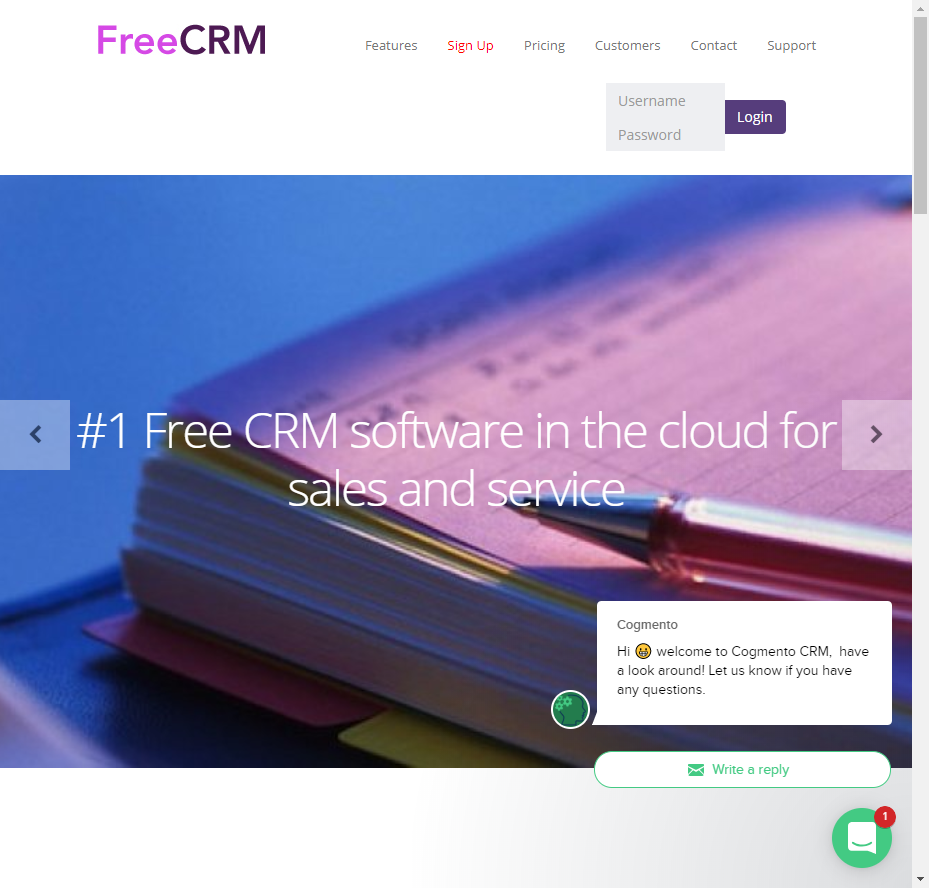 FreeCRM
Features Sign Up Pricing Customers Contact Support
Username
Login
Password
#1 Free CRM software in the cloud for
sales and service
Cogmento
Hi 😁 welcome to Cogmento CRM, have
a look around! Let us know if you have
any questions.
Write a reply
1